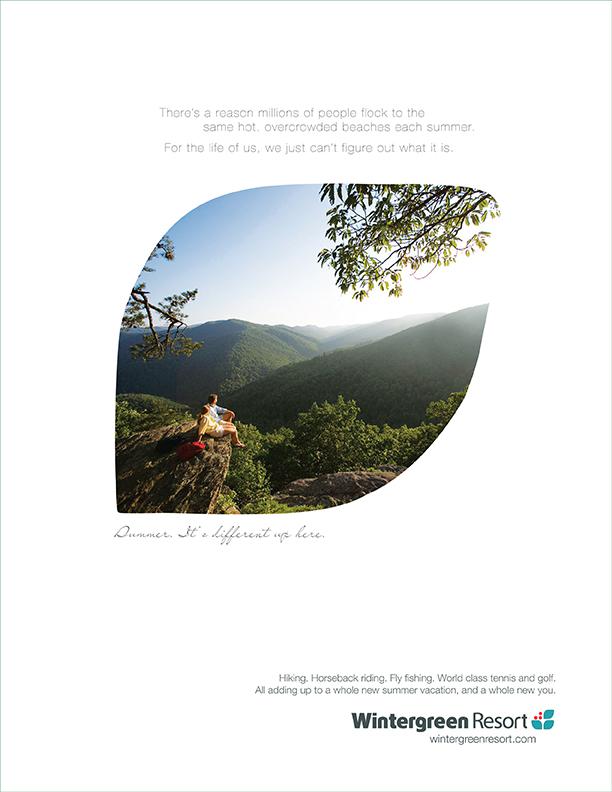 There's a reason millions of people flock to the
same hot, overcrowded beaches each summer.
For the life of us, we just can't figure out what it is.
Summer. It's different up here.
Hiking. Horseback riding. Fly fishing. World class tennis and golf.
All adding up to a whole new summer vacation, and a whole new you.
Wintergreen Resort
wintergreenresort.com